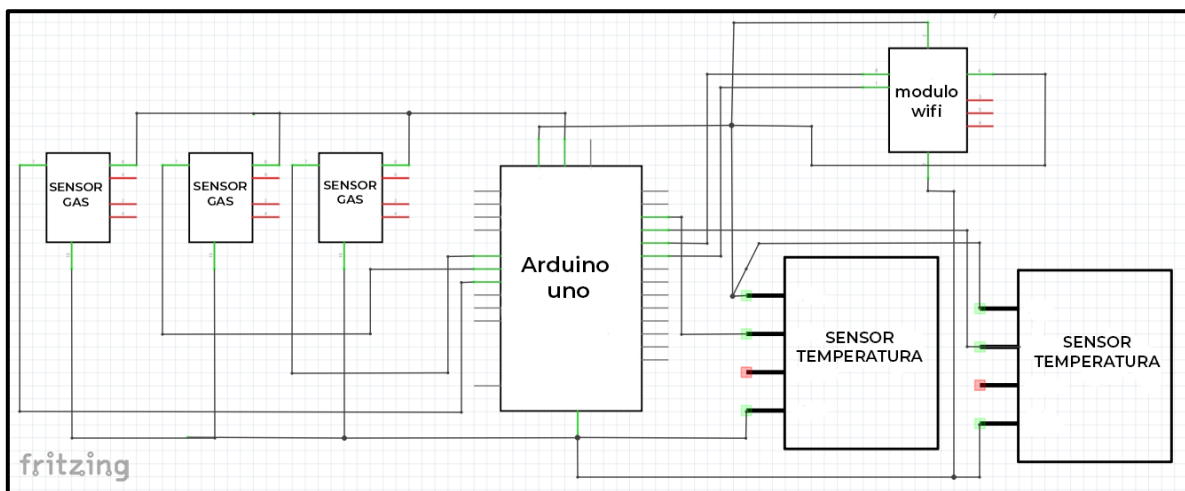 modulo
wifi
SENSOR
GAS
SENSOR
GAS
SENSOR
GAS
Arduino
uno
SENSOR
TEMPERATURA
SENSOR
TEMPERATURA
fritzing